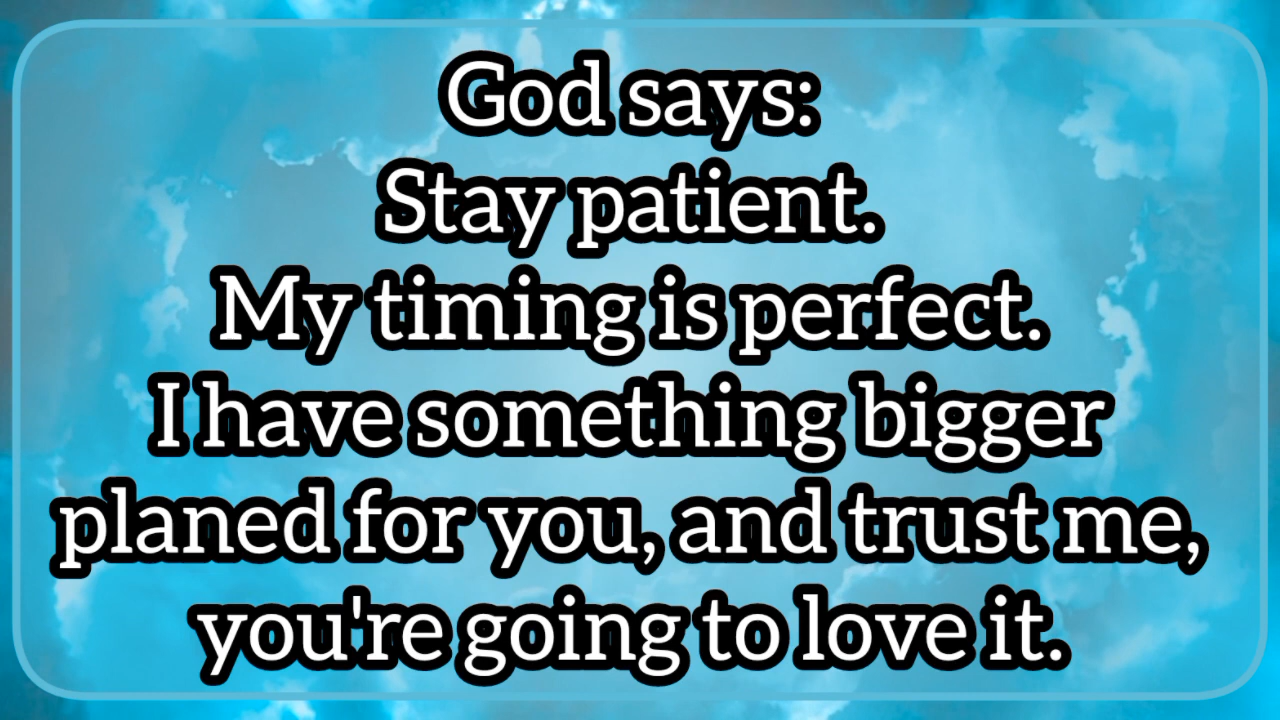 God says:
Stay patient.
My timing is perfect.
I have something bigger
planed for you, and trust me,
you're going to love it.